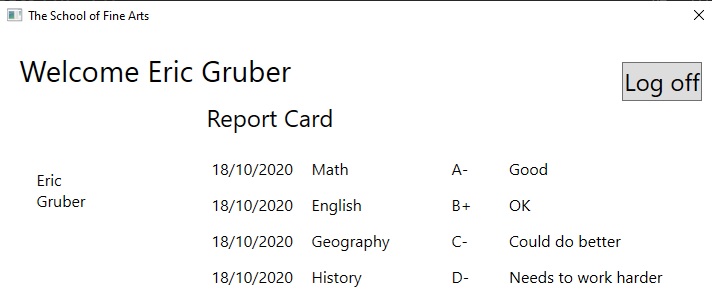 The School of Fine Arts
Welcome Eric Gruber
Log off
Report Card
Eric
Gruber
18/10/2020 Math A- Good
18/10/2020 English B+ OK
18/10/2020 Geography C- Could do better
18/10/2020 History D- Needs to work harder